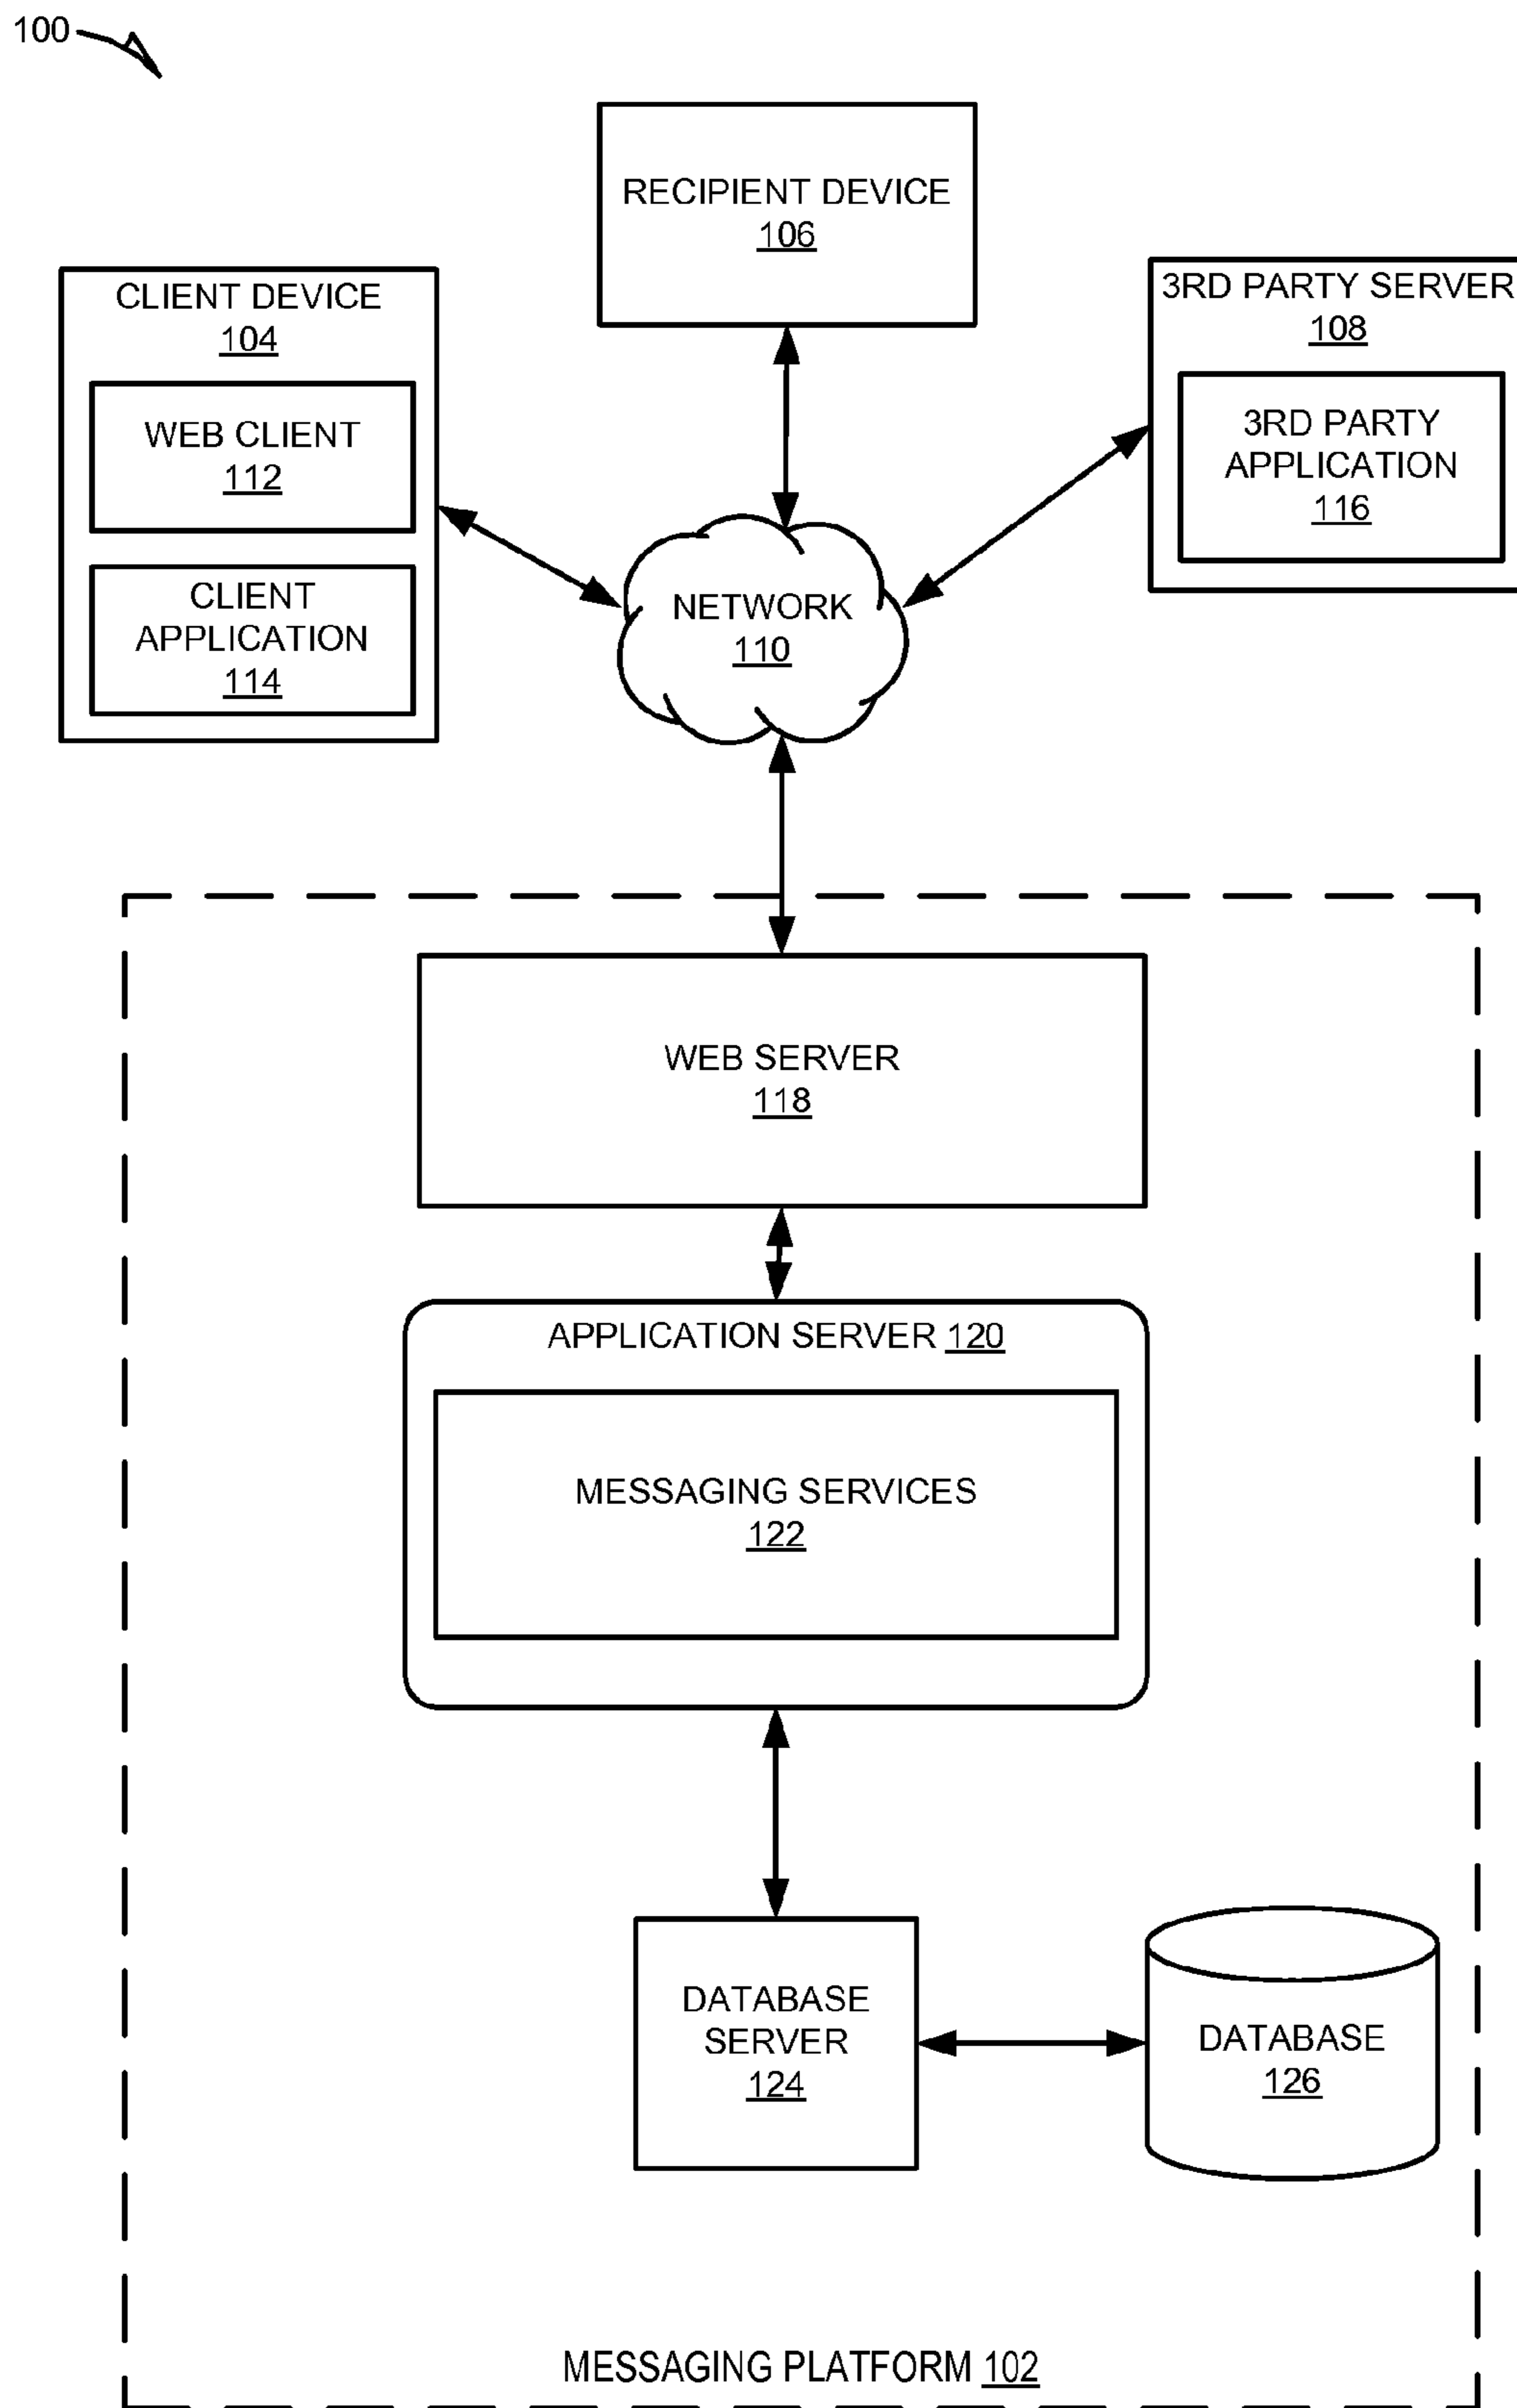 100
RECIPIENT DEVICE
106
CLIENT DEVICE
104
WEB CLIENT
112
CLIENT
APPLICATION
114
3RD PARTY SERVER
108
3RD PARTY
APPLICATION
116
NETWORK
110
WEB SERVER
118
APPLICATION SERVER 120
MESSAGING SERVICES
122
DATABASE
SERVER
124
DATABASE
126
MESSAGING PLATFORM 102